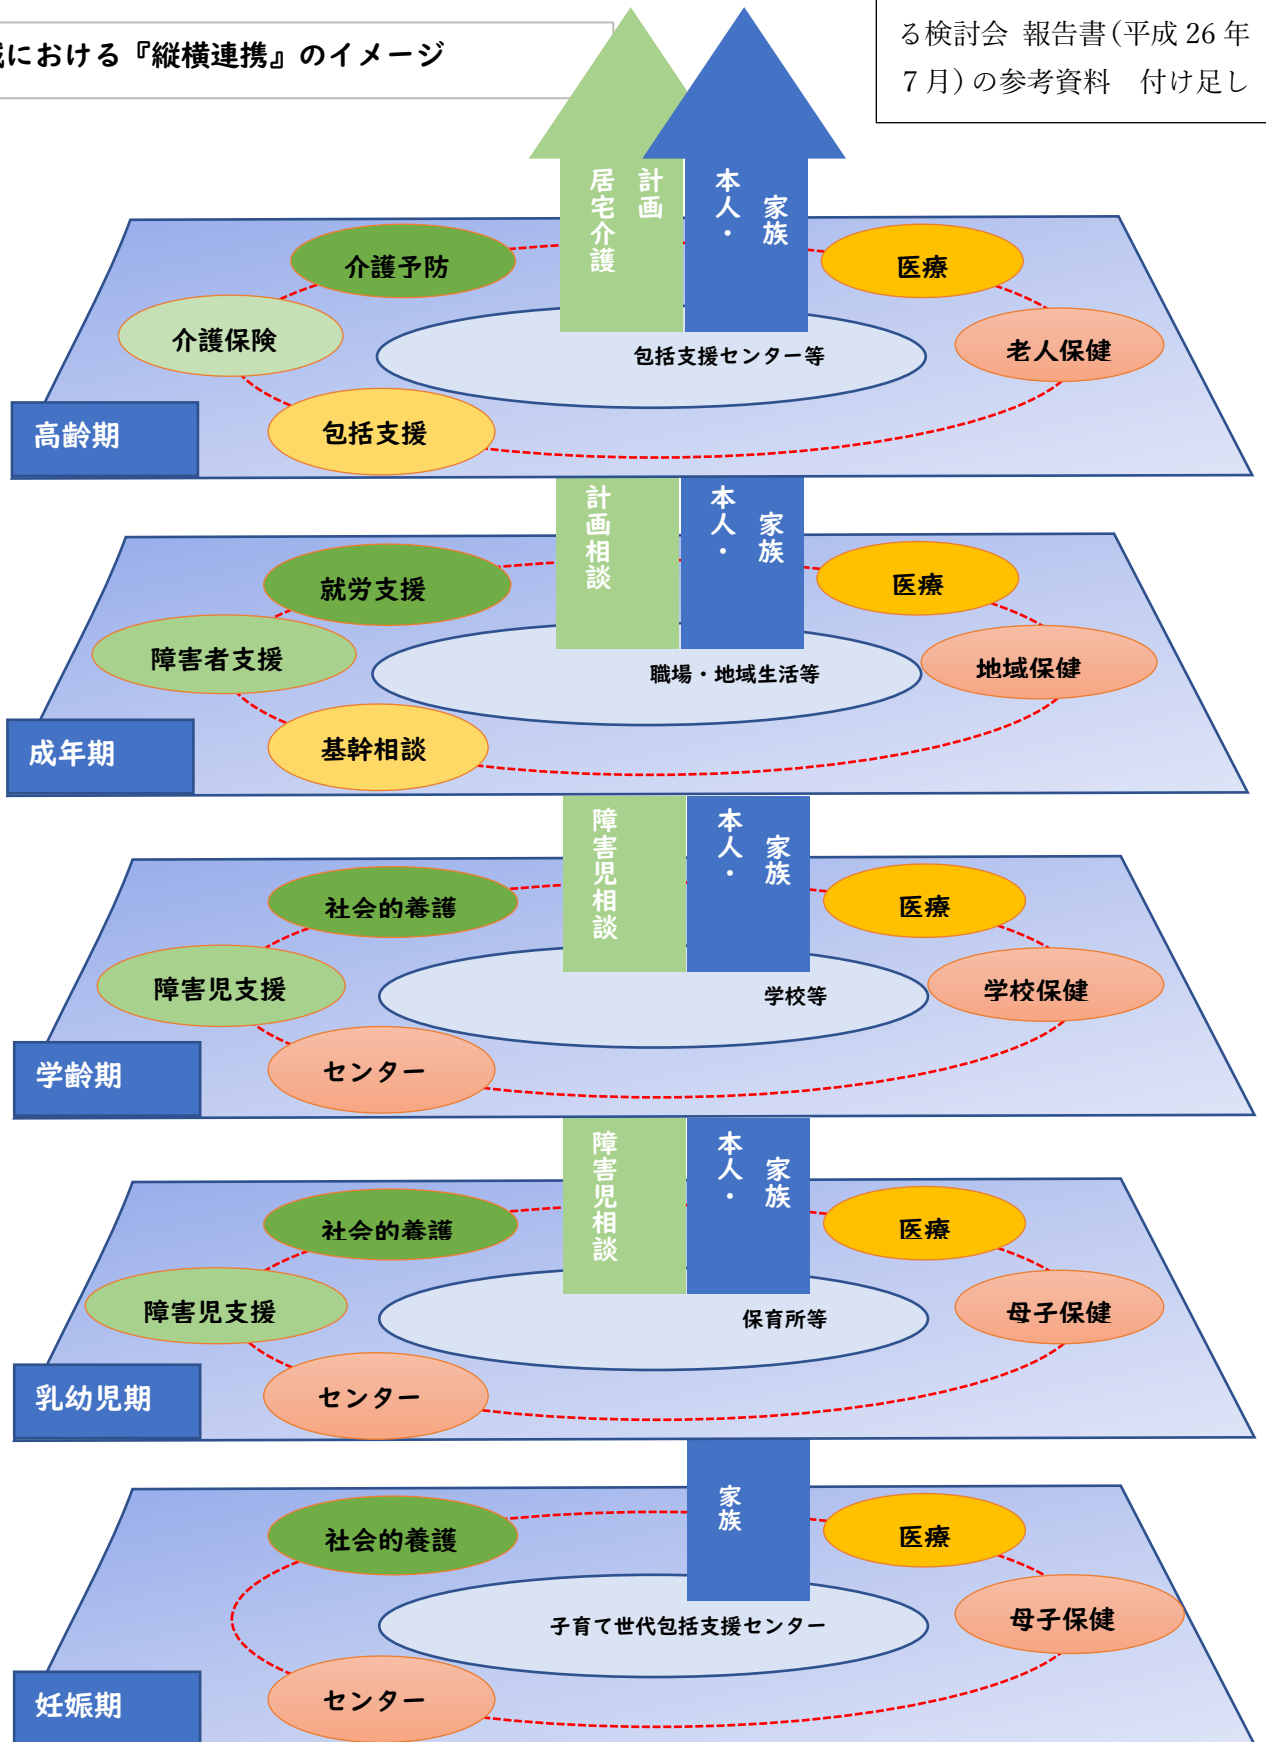 域における『縦横連携』のイメージ
る検討会 報告書(平成 26 年
7 月)の参考資料 付け足し
居宅介護
計画
本人・
家族
介護予防
医療
介護保険
包括支援センター等
老人保健
高齢期
包括支援
計画相談
本人・
家族
就労支援
医療
障害者支援
職場・地域生活等
地域保健
成年期
基幹相談
障害児相談
本人・
家族
社会的養護
医療
障害児支援
学校等
学校保健
学齢期
センター
障害児相談
本人・
家族
社会的養護
医療
障害児支援
保育所等
母子保健
乳幼児期
センター
家族
社会的養護
医療
子育て世代包括支援センター
母子保健
妊娠期
センター